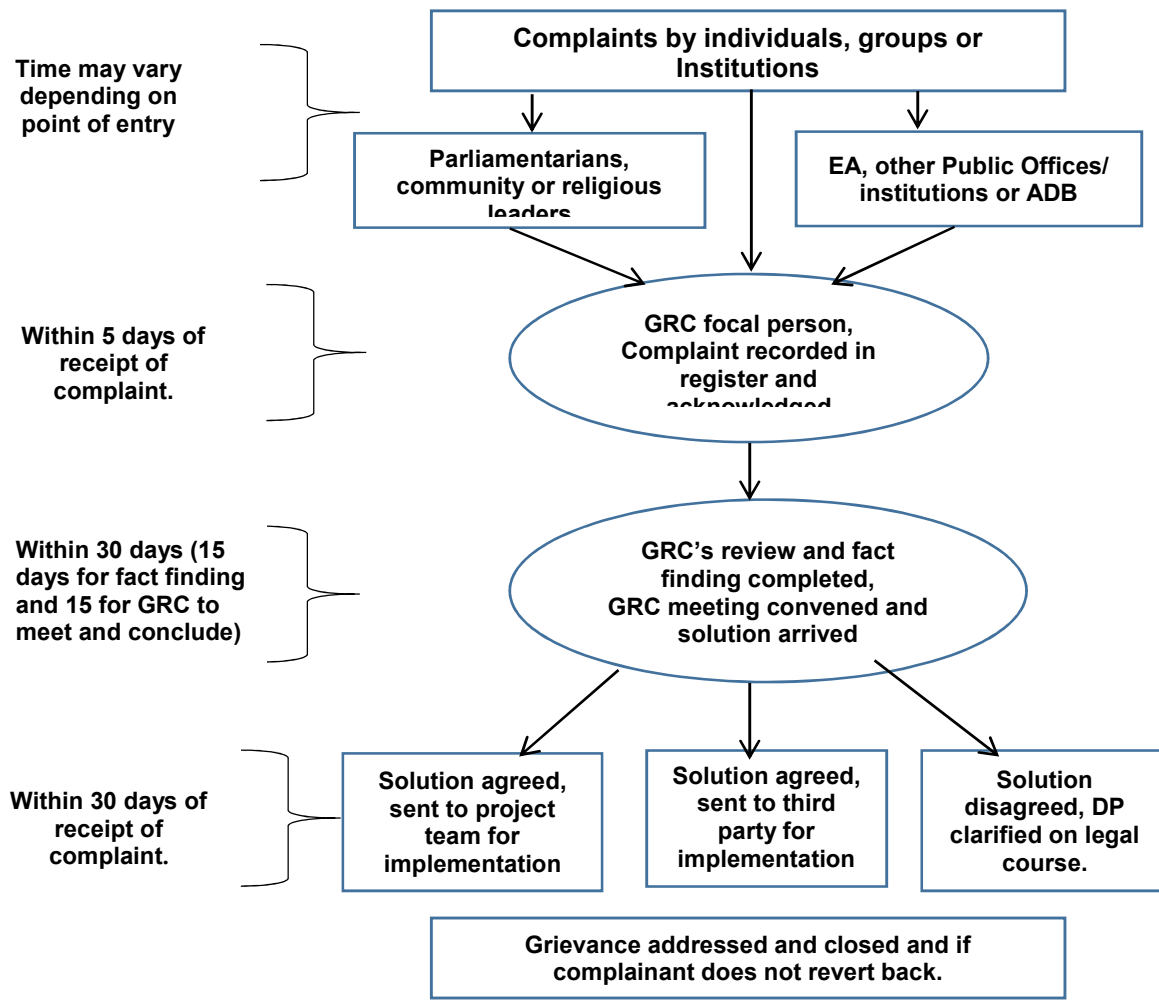 Complaints by individuals, groups or
Institutions
Time may vary
depending on
point of entry
Parliamentarians,
community or religious
leaders
EA, other Public Offices/
institutions or ADB
Within 5 days of
receipt of
complaint.
GRC focal person,
Complaint recorded in
register and
acknowledged
Within 30 days (15
days for fact finding
and 15 for GRC to
meet and conclude)
GRC’s review and fact
finding completed,
GRC meeting convened and
solution arrived
Within 30 days of
receipt of
complaint.
Solution agreed,
sent to project
team for
implementation
Solution agreed,
sent to third
party for
implementation
Solution
disagreed, DP
clarified on legal
course.
Grievance addressed and closed and if
complainant does not revert back.